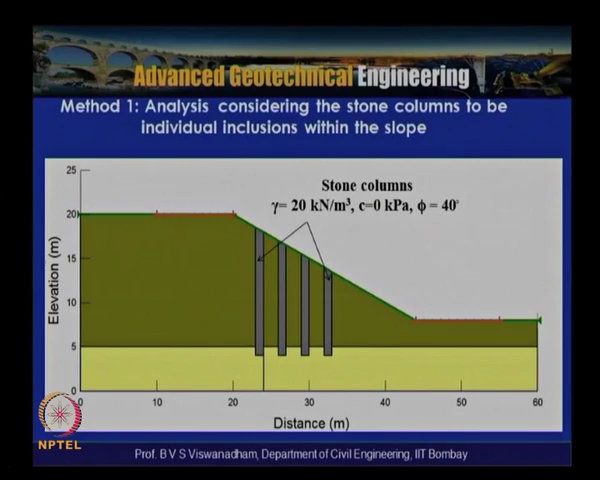 Advanced Geotechnical Engineering
Method 1: Analysis considering the stone columns to be
individual inclusions within the slope
Stone columns
γ= 20 kN/m³, c=0 kPa, ϕ = 40°
Elevation (m)
25
20
15
10
5
0
0 10 20 30 40 50 60
Distance (m)
NPTEL
Prof. B V S Viswanadham, Department of Civil Engineering, IIT Bombay